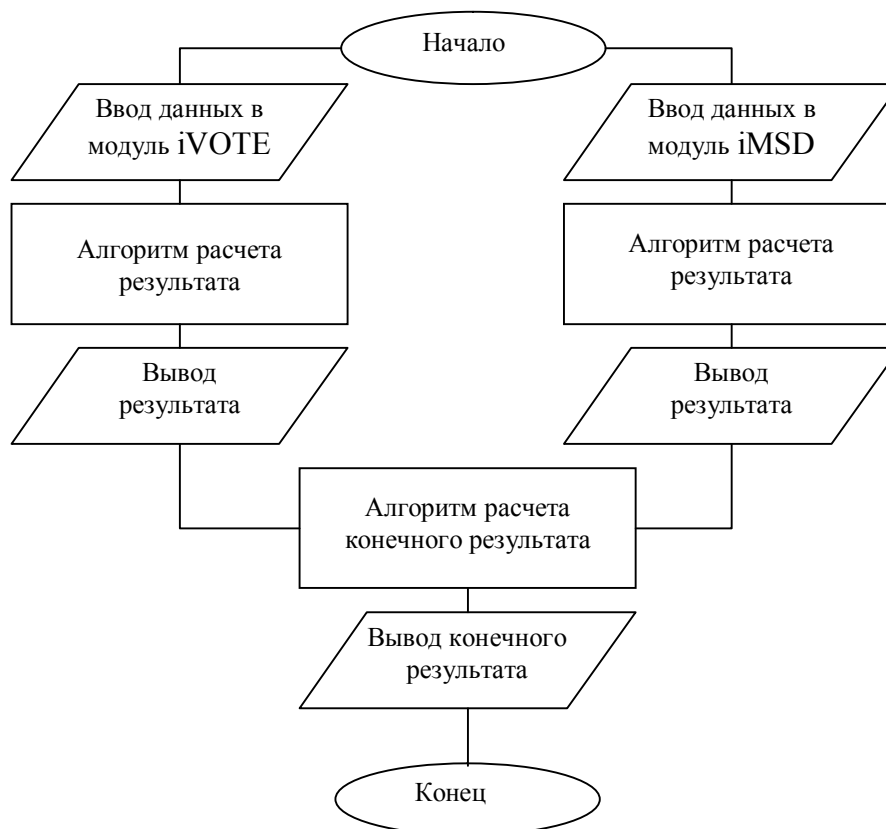 Начало
Ввод данных в
модуль iVOTE
Ввод данных в
модуль iMSD
Алгоритм расчета
результата
Алгоритм расчета
результата
Вывод
результата
Вывод
результата
Алгоритм расчета
конечного результата
Вывод конечного
результата
Конец